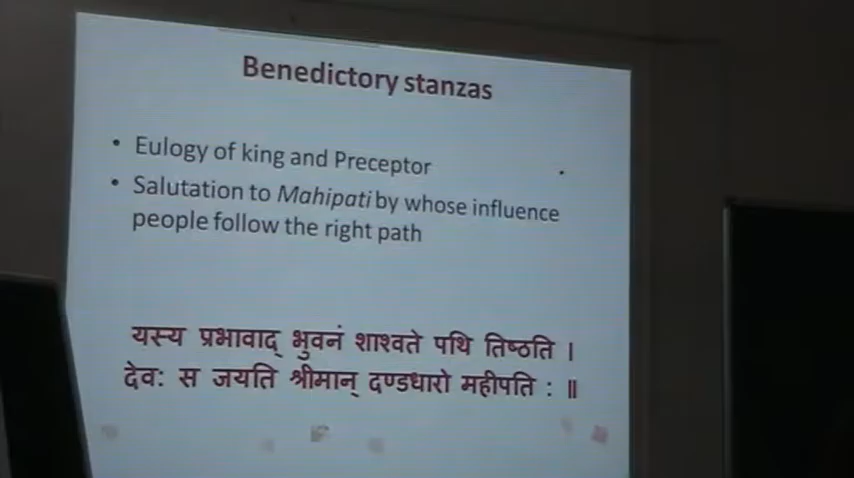 Benedictory stanzas
• Eulogy of king and Preceptor
• Salutation to Mahipati by whose influence
people follow the right path
यस्य प्रभावाद् भुवनं शाश्वते पथि तिष्ठति ।
देवः स जयति श्रीमान् दण्डधारो महीपति : ॥